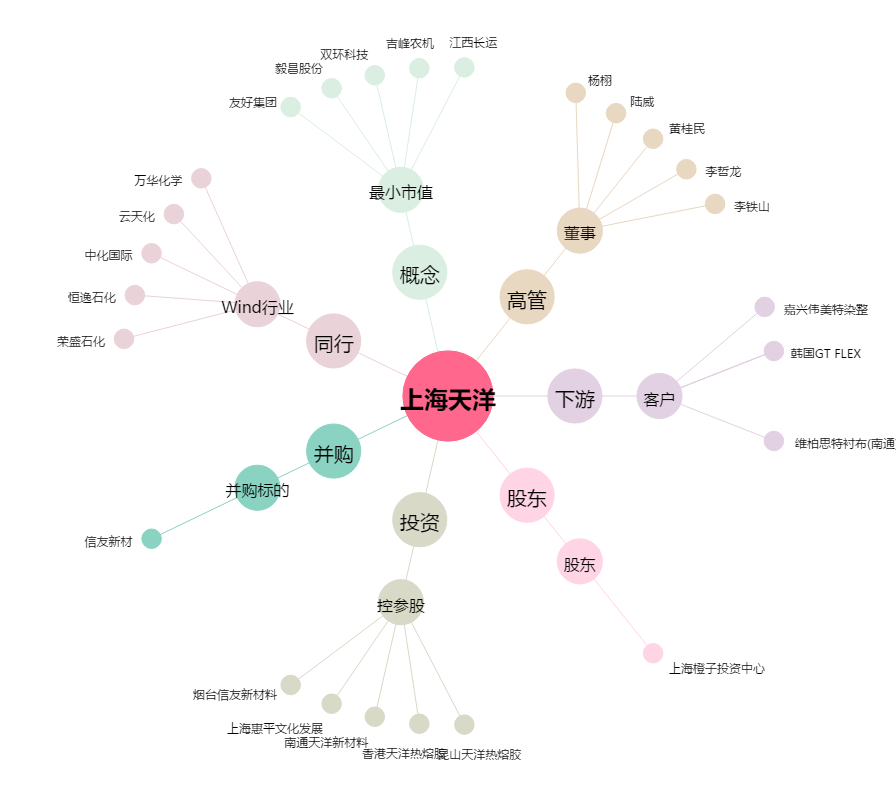 江西长运
吉峰农机
双环科技
毅昌股份
友好集团
最小市值
概念
杨栩
陆威
黄桂民
李哲龙
李铁山
董事
高管
万华化学
云天化
中化国际
恒逸石化
荣盛石化
Wind行业
同行
上海天洋
下游
客户
嘉兴伟美特染整
韩国GT FLEX
维柏思特衬布(南通
并购
并购标的
信友新材
投资
控参股
烟台信友新材料
上海惠平文化发展
南通天洋新材料
香港天洋热熔胶
昆山天洋热熔胶
股东
股东
上海橙子投资中心